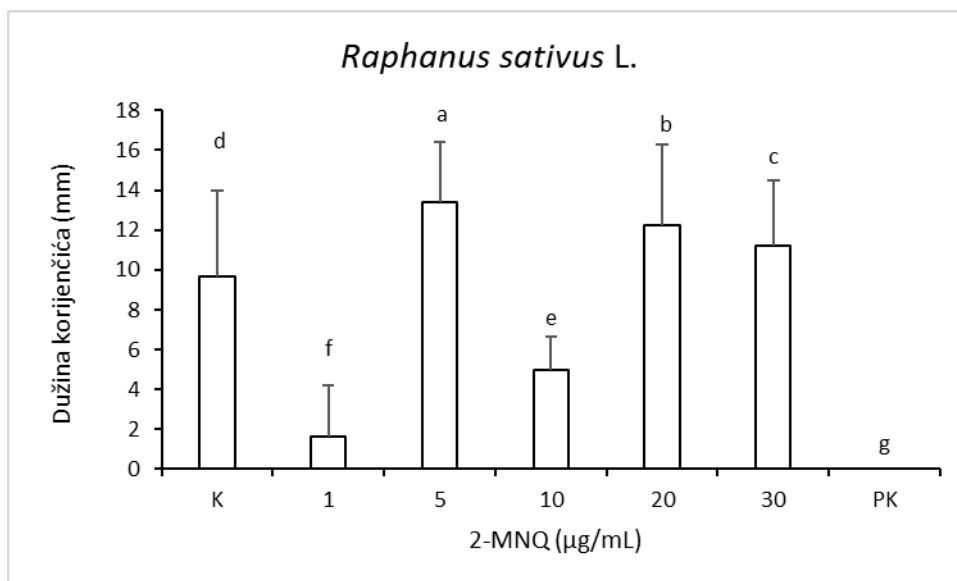 Raphanus sativus L.
Dužina korijenčića (mm)
18
16
14
12
10
8
6
4
2
0
d
f
a
e
b
c
g
K 1 5 10 20 30 PK
2-MNQ (µg/mL)